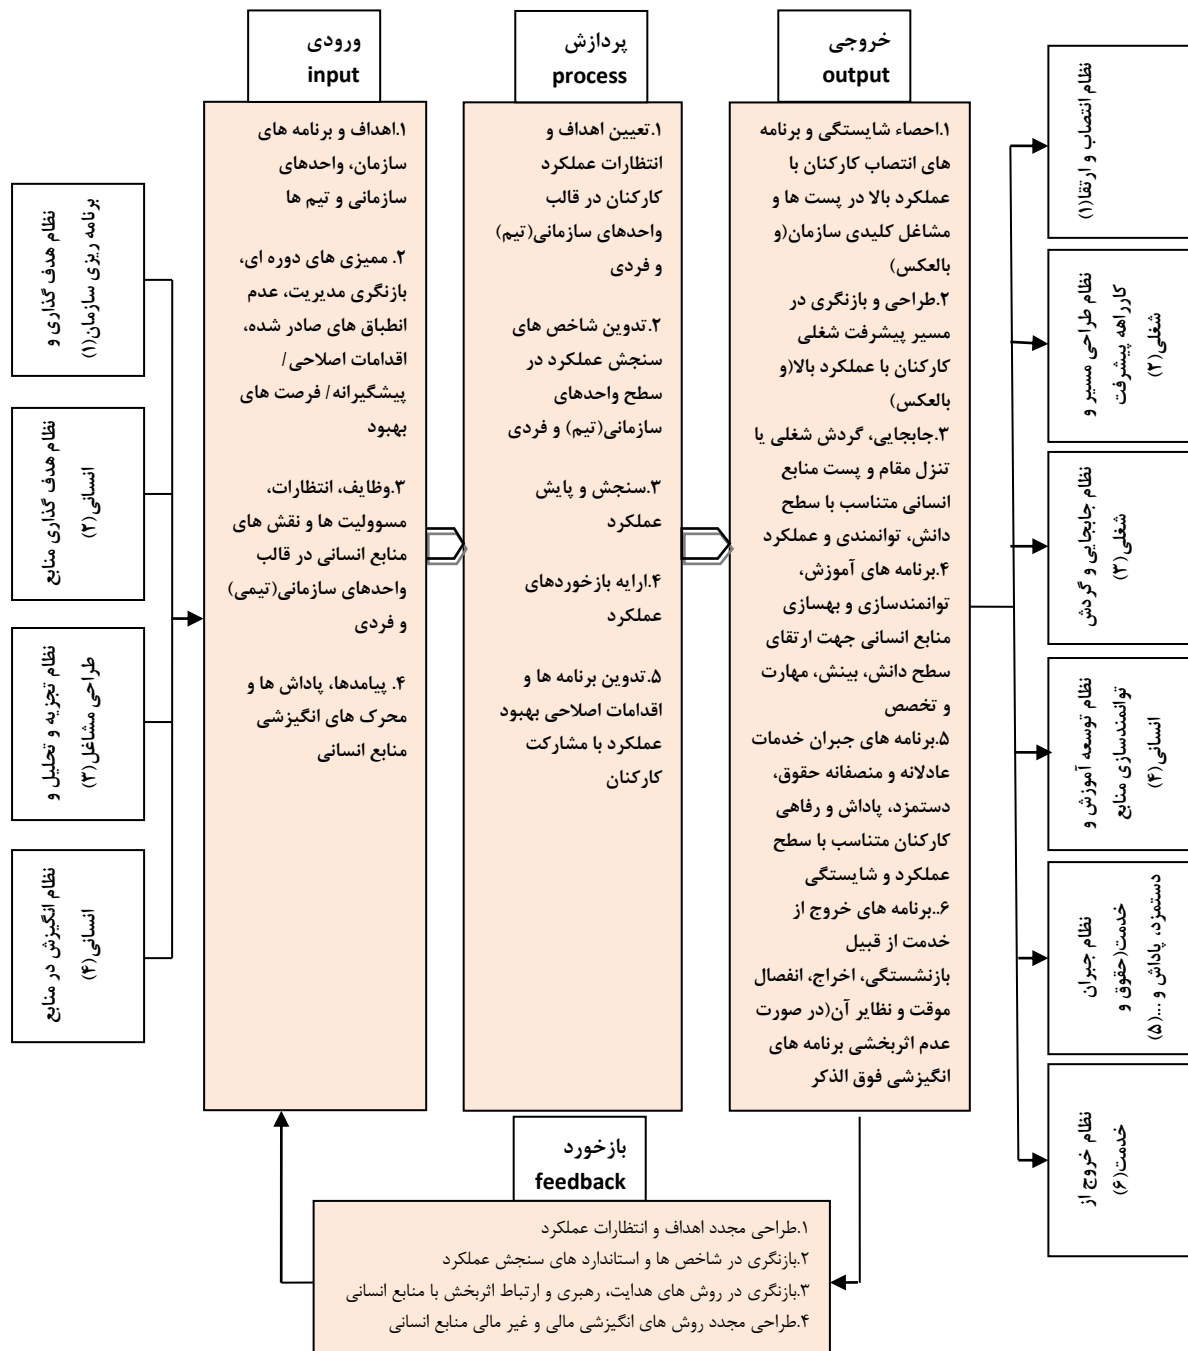 ورودی
input
۱.اهداف و برنامه های
سازمان، واحدهای
سازمانی و تیم ها
۲. ممیزی های دوره ای،
بازنگری مدیریت، عدم
انطباق های صادر شده،
اقدامات اصلاحی/
پیشگیرانه/ فرصت های
بهبود
۳.وظایف، انتظارات،
مسوولیت ها و نقش های
منابع انسانی در قالب
واحدهای سازمانی(تیمی)
و فردی
۴. پیامدها، پاداش ها و
محرک های انگیزشی
منابع انسانی
پردازش
process
۱.تعیین اهداف و
انتظارات عملکرد
کارکنان در قالب
واحدهای سازمانی(تیم)
و فردی
۲.تدوین شاخص های
سنجش عملکرد در
سطح واحدهای
سازمانی(تیم) و فردی
۳.سنجش و پایش
عملکرد
۴.ارایه بازخوردهای
عملکرد
۵.تدوین برنامه ها و
اقدامات اصلاحی بهبود
عملکرد با مشارکت
کارکنان
خروجی
output
۱.احصاء شایستگی و برنامه
های انتصاب کارکنان با
عملکرد بالا در پست ها و
مشاغل کلیدی سازمان(و
بالعکس)
۲.طراحی و بازنگری در
مسیر پیشرفت شغلی
کارکنان با عملکرد بالا(و
بالعکس)
۳.جابجایی، گردش شغلی یا
تنزل مقام و پست منابع
انسانی متناسب با سطح
دانش، توانمندی و عملکرد
۴.برنامه های آموزش،
توانمندسازی و بهسازی
منابع انسانی جهت ارتقای
سطح دانش، بینش، مهارت
و تخصص
۵.برنامه های جبران خدمات
عادلانه و منصفانه حقوق،
دستمزد، پاداش و رفاهی
کارکنان متناسب با سطح
عملکرد و شایستگی
۶..برنامه های خروج از
خدمت از قبیل
بازنشستگی، اخراج، انفصال
موقت و نظایر آن(در صورت
عدم اثربخشی برنامه های
انگیزشی فوق الذکر
نظام هدف گذاری و
برنامه ریزی سازمان(۱)
نظام هدف گذاری منابع
انسانی(۲)
نظام تجزیه و تحلیل و
طراحی مشاغل(۳)
نظام انگیزش در منابع
انسانی(۴)
نظام انتصاب و ارتقا(۱)
نظام طراحی مسیر و
کارراهه پیشرفت
شغلی(۲)
نظام جابجایی و گردش
شغلی(۳)
نظام توسعه آموزش و
توانمندسازی منابع
انسانی(۴)
نظام جبران
خدمت(حقوق و
دستمزد، پاداش و ...(۵)
نظام خروج از
خدمت(۶)
بازخورد
feedback
۱.طراحی مجدد اهداف و انتظارات عملکرد
۲.بازنگری در شاخص ها و استاندارد های سنجش عملکرد
۳.بازنگری در روش های هدایت، رهبری و ارتباط اثربخش با منابع انسانی
۴.طراحی مجدد روش های انگیزشی مالی و غیر مالی منابع انسانی